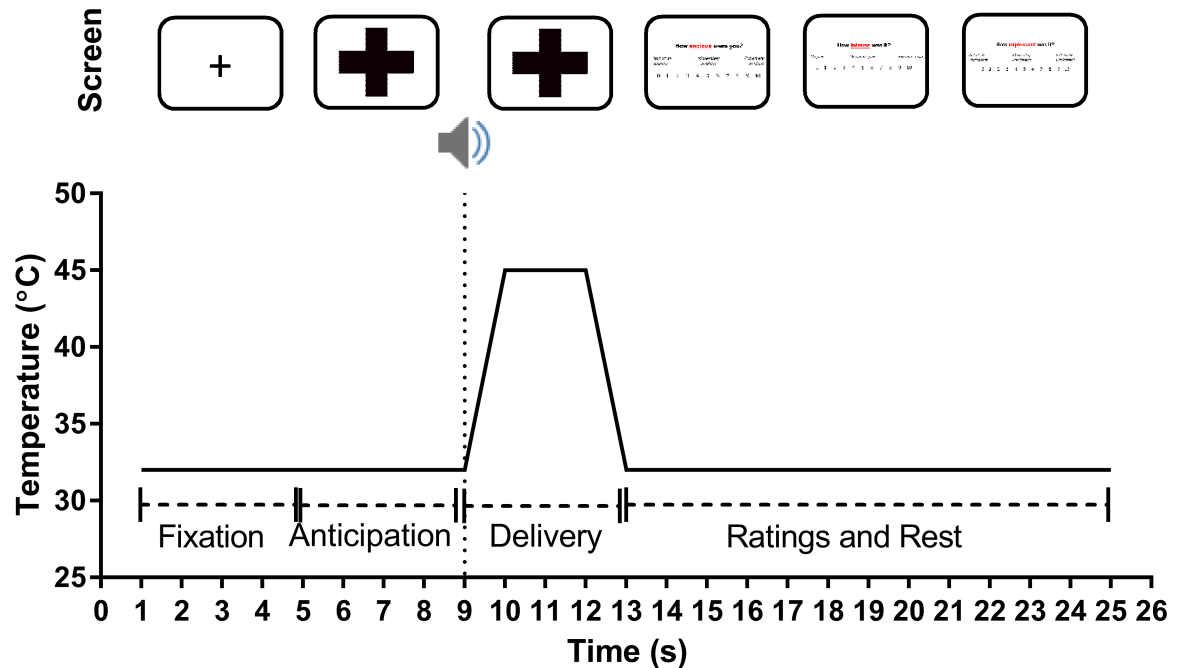 Screen
+
How anxious were you?
How intense was it?
How unpleasant was it?
Temperature (°C)
50
45
40
35
30
25
Fixation
Anticipation
Delivery
Ratings and Rest
0 1 2 3 4 5 6 7 8 9 10 11 12 13 14 15 16 17 18 19 20 21 22 23 24 25 26
Time (s)